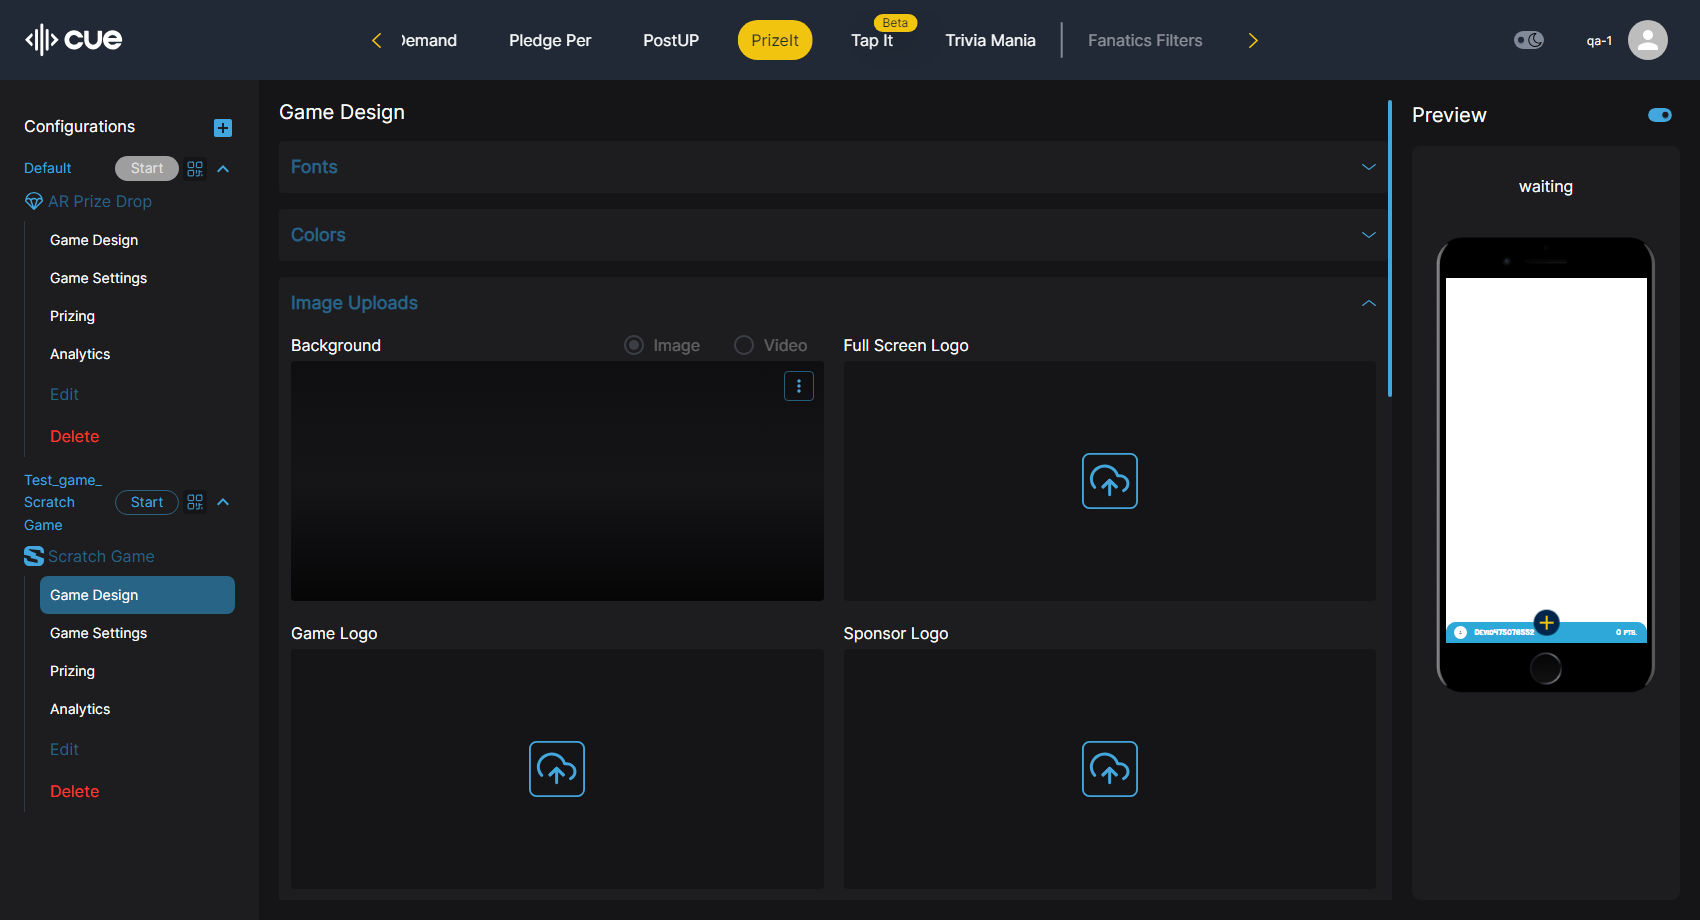 cue
Demand
Pledge Per
PostUP
PrizeIt
Beta
Tap It
Trivia Mania
Fanatics Filters
qa-1
Configurations
Default
Start
AR Prize Drop
Game Design
Game Settings
Prizing
Analytics
Edit
Delete
Test_game_
Scratch
Game
Start
Scratch Game
Game Design
Game Settings
Prizing
Analytics
Edit
Delete
Game Design
Fonts
Colors
Image Uploads
Background
Image
Video
Full Screen Logo
Game Logo
Sponsor Logo
Preview
waiting
0 PTS.